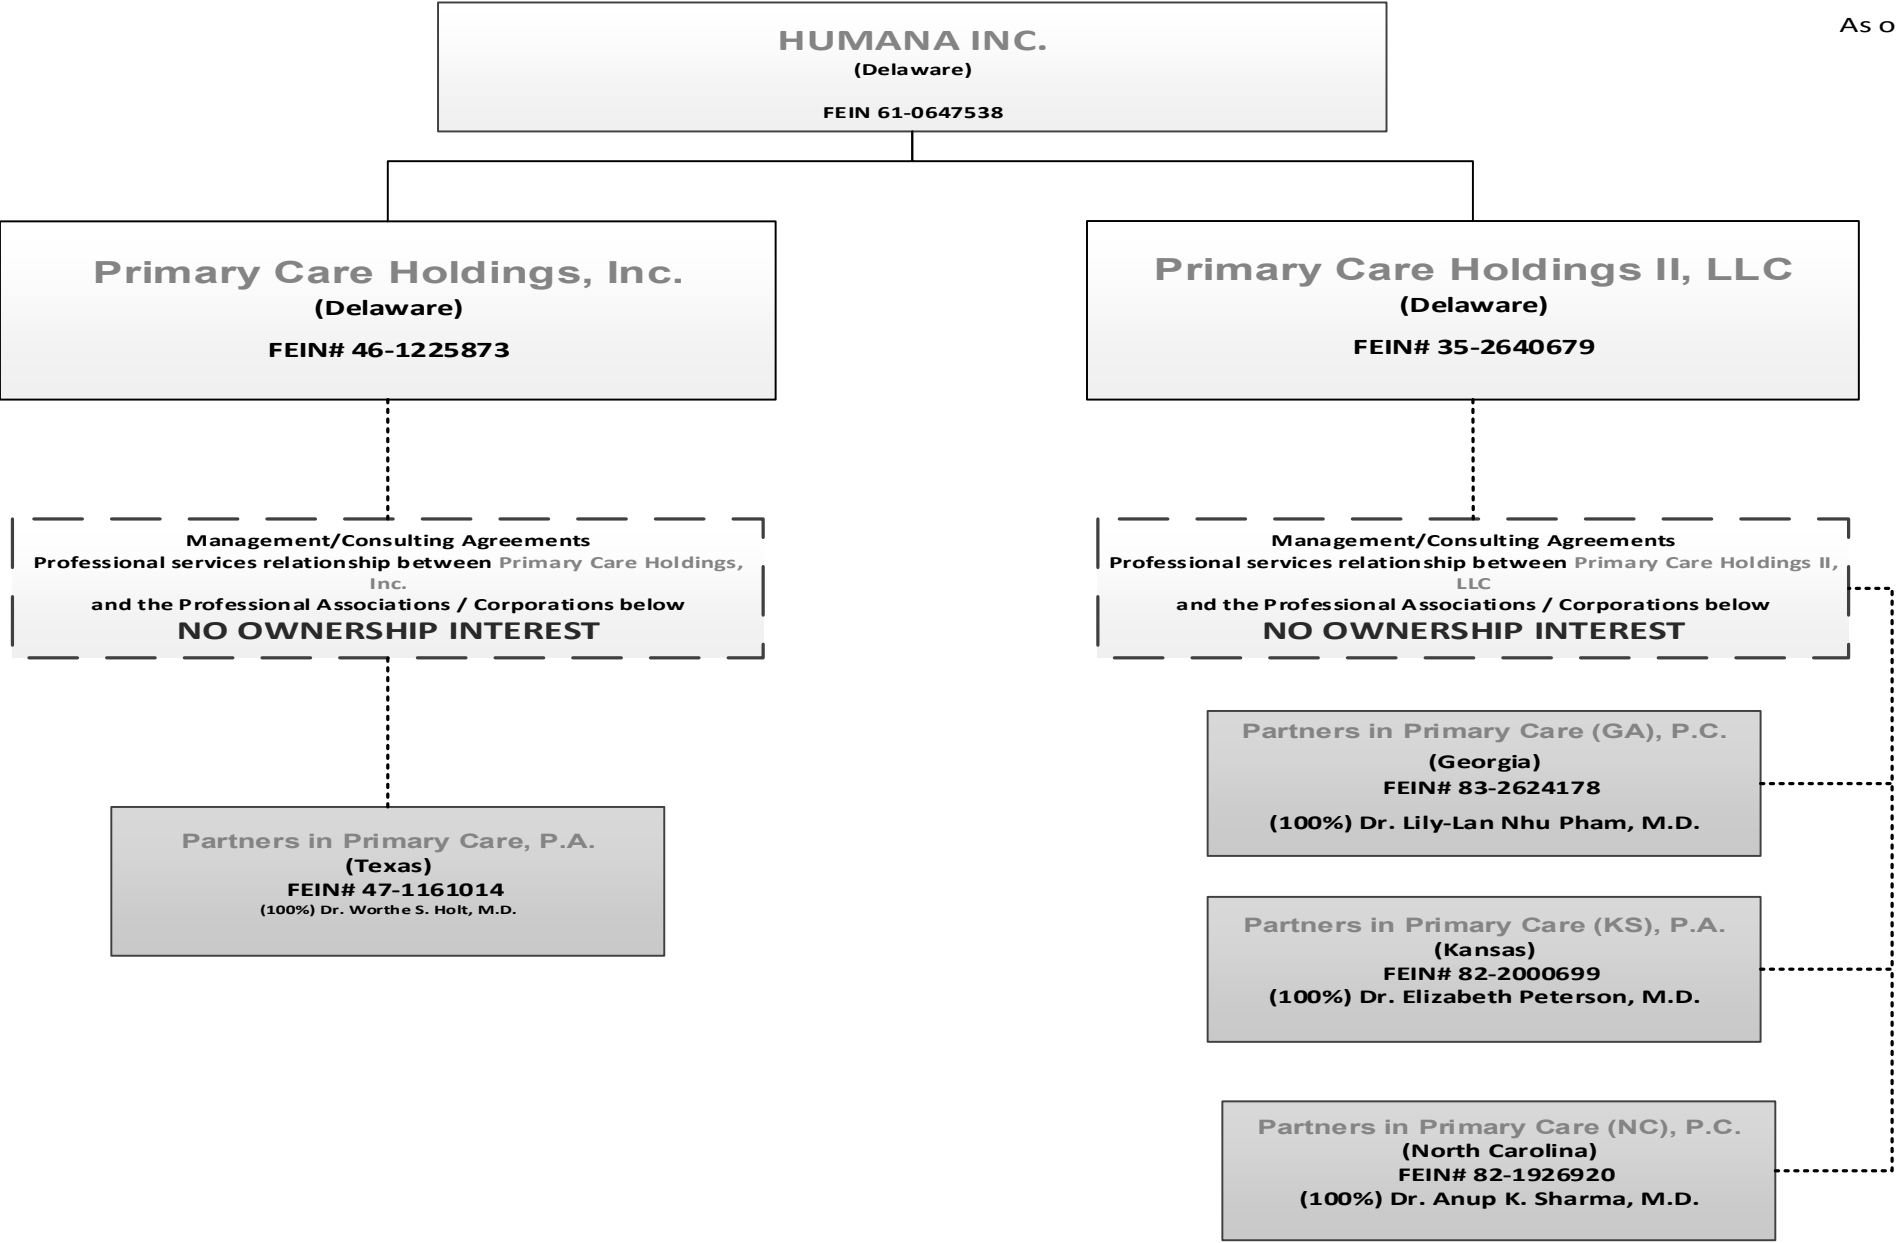 As o
HUMANA INC.
(Delaware)
FEIN 61-0647538
Primary Care Holdings, Inc.
(Delaware)
FEIN# 46-1225873
Primary Care Holdings II, LLC
(Delaware)
FEIN# 35-2640679
Management/Consulting Agreements
Professional services relationship between Primary Care Holdings,
Inc.
and the Professional Associations / Corporations below
NO OWNERSHIP INTEREST
Management/Consulting Agreements
Professional services relationship between Primary Care Holdings II,
LLC
and the Professional Associations / Corporations below
NO OWNERSHIP INTEREST
Partners in Primary Care, P.A.
(Texas)
FEIN# 47-1161014
(100%) Dr. Worthe S. Holt, M.D.
Partners in Primary Care (GA), P.C.
(Georgia)
FEIN# 83-2624178
(100%) Dr. Lily-Lan Nhu Pham, M.D.
Partners in Primary Care (KS), P.A.
(Kansas)
FEIN# 82-2000699
(100%) Dr. Elizabeth Peterson, M.D.
Partners in Primary Care (NC), P.C.
(North Carolina)
FEIN# 82-1926920
(100%) Dr. Anup K. Sharma, M.D.